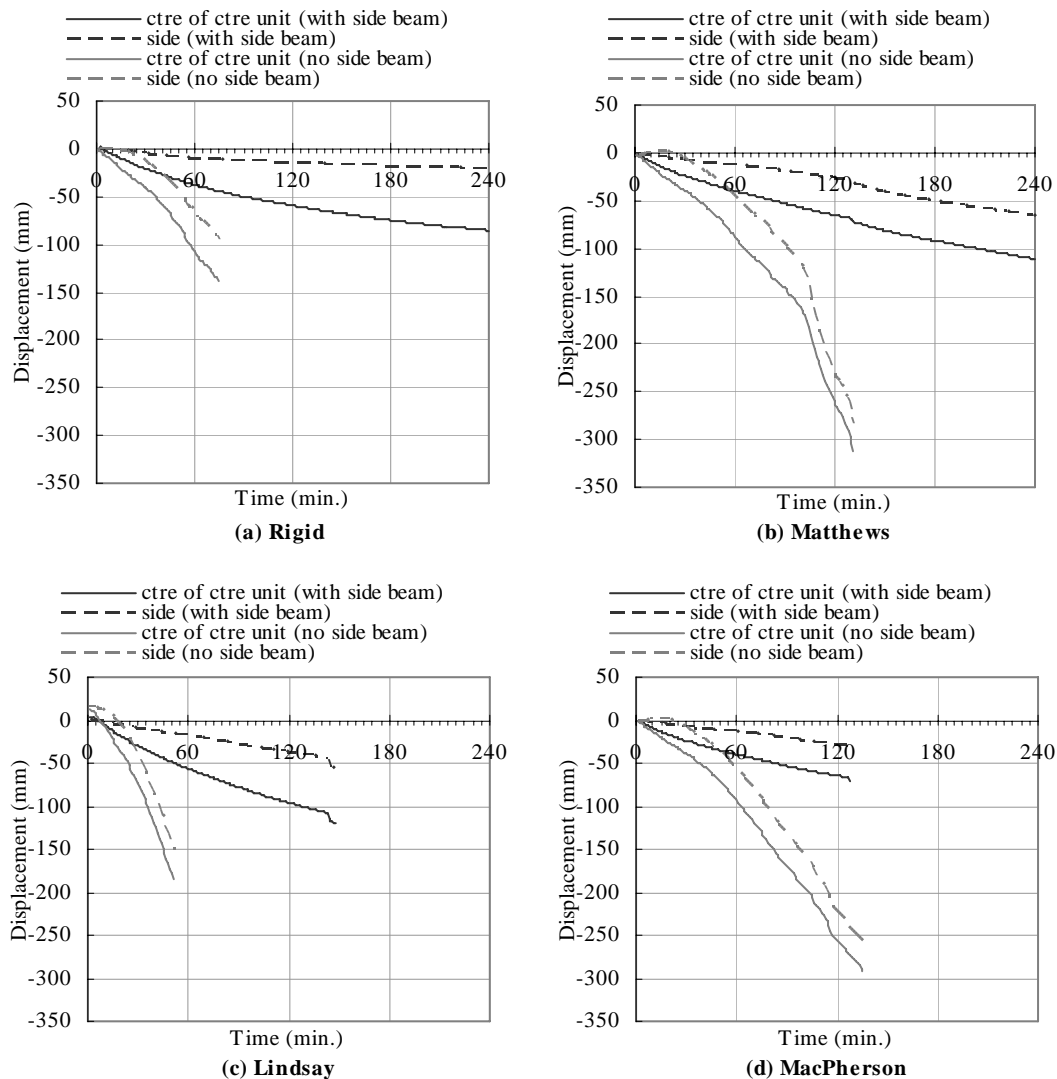 ctre of ctre unit (with side beam)
side (with side beam)
ctre of ctre unit (no side beam)
side (no side beam)
50
0
-50
-100
-150
-200
-250
-300
-350
0 60 120 180 240
Displacement (mm)
Time (min.)
(a) Rigid
ctre of ctre unit (with side beam)
side (with side beam)
ctre of ctre unit (no side beam)
side (no side beam)
50
0
-50
-100
-150
-200
-250
-300
-350
0 60 120 180 240
Displacement (mm)
Time (min.)
(b) Matthews
ctre of ctre unit (with side beam)
side (with side beam)
ctre of ctre unit (no side beam)
side (no side beam)
50
0
-50
-100
-150
-200
-250
-300
-350
0 60 120 180 240
Displacement (mm)
Time (min.)
(c) Lindsay
ctre of ctre unit (with side beam)
side (with side beam)
ctre of ctre unit (no side beam)
side (no side beam)
50
0
-50
-100
-150
-200
-250
-300
-350
0 60 120 180 240
Displacement (mm)
Time (min.)
(d) MacPherson